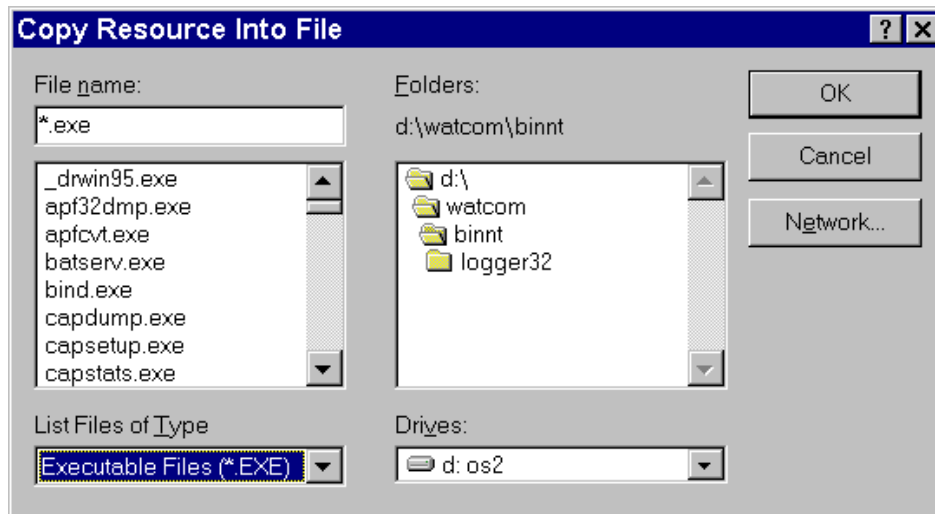 Copy Resource Into File
File name:
*.exe
_drwin95.exe
apf32dmp.exe
apfcvt.exe
batserv.exe
bind.exe
capdump.exe
capsetup.exe
capstats.exe
List Files of Type
Executable Files (*.EXE)
Folders:
d:\watcom\binnt
d:\
watcom
binnt
logger32
Drives:
d: os2
OK
Cancel
Network...